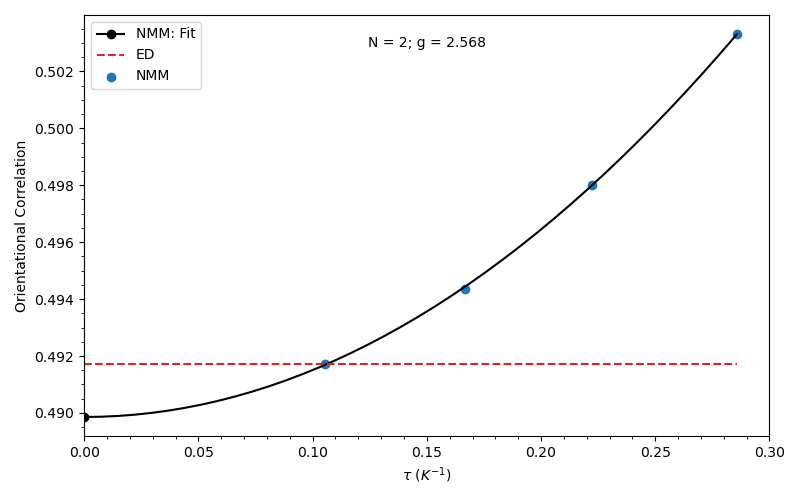 NMM: Fit
ED
NMM
N = 2; g = 2.568
Orientational Correlation
0.502
0.500
0.498
0.496
0.494
0.492
0.490
0.00 0.05 0.10 0.15 0.20 0.25 0.30
τ (K⁻¹)